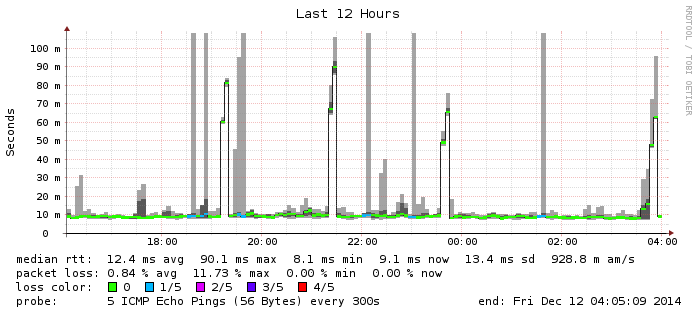 Last 12 Hours
RRDTOOL / TOBI OETIKER
Seconds
100 m
90 m
80 m
70 m
60 m
50 m
40 m
30 m
20 m
10 m
0
18:00 20:00 22:00 00:00 02:00 04:00
median rtt: 12.4 ms avg 90.1 ms max 8.1 ms min 9.1 ms now 13.4 ms sd 928.8 m am/s
packet loss: 0.84 % avg 11.73 % max 0.00 % min 0.00 % now
loss color: 0 1/5 2/5 3/5 4/5
probe: 5 ICMP Echo Pings (56 Bytes) every 300s end: Fri Dec 12 04:05:09 2014